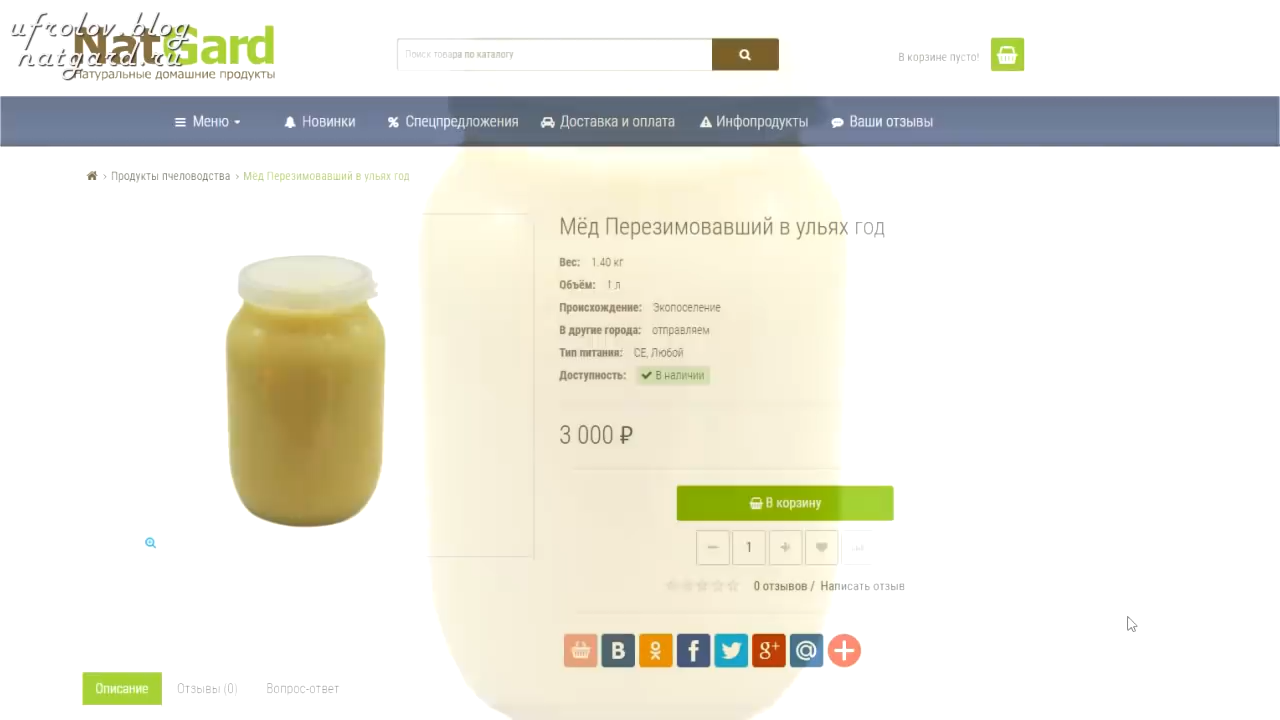 ufrolov.blog
natgard.ru
NatGard
Натуральные домашние продукты
Поиск товара по каталогу
В корзине пусто!
Меню
Новинки
Спецпредложения
Доставка и оплата
Инфопродукты
Ваши отзывы
Продукты пчеловодства › Мёд Перезимовавший в ульях год
Мёд Перезимовавший в ульях год
Вес: 1.40 кг
Объём: 1 л
Происхождение: Экопоселение
В другие города: отправляем
Тип питания: СЕ, Любой
Доступность: В наличии
3 000 ₽
В корзину
1
0 отзывов / Написать отзыв
Описание
Отзывы (0)
Вопрос-ответ